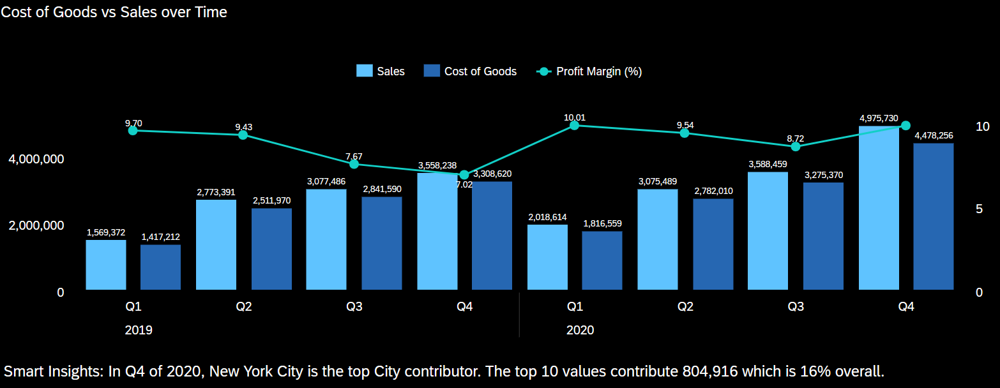 Cost of Goods vs Sales over Time
Sales Cost of Goods Profit Margin (%)
9.70 9.43 7.67 7.02 10.01 9.54 8.72
1,569,372 1,417,212 2,773,391 2,511,970 3,077,486 2,841,590 3,558,238 3,308,620 2,018,614 1,816,559 3,075,489 2,782,010 3,588,459 3,275,370 4,975,730 4,478,256
4,000,000
2,000,000
0
10
5
0
Q1 Q2 Q3 Q4 Q1 Q2 Q3 Q4
2019 2020
Smart Insights: In Q4 of 2020, New York City is the top City contributor. The top 10 values contribute 804,916 which is 16% overall.